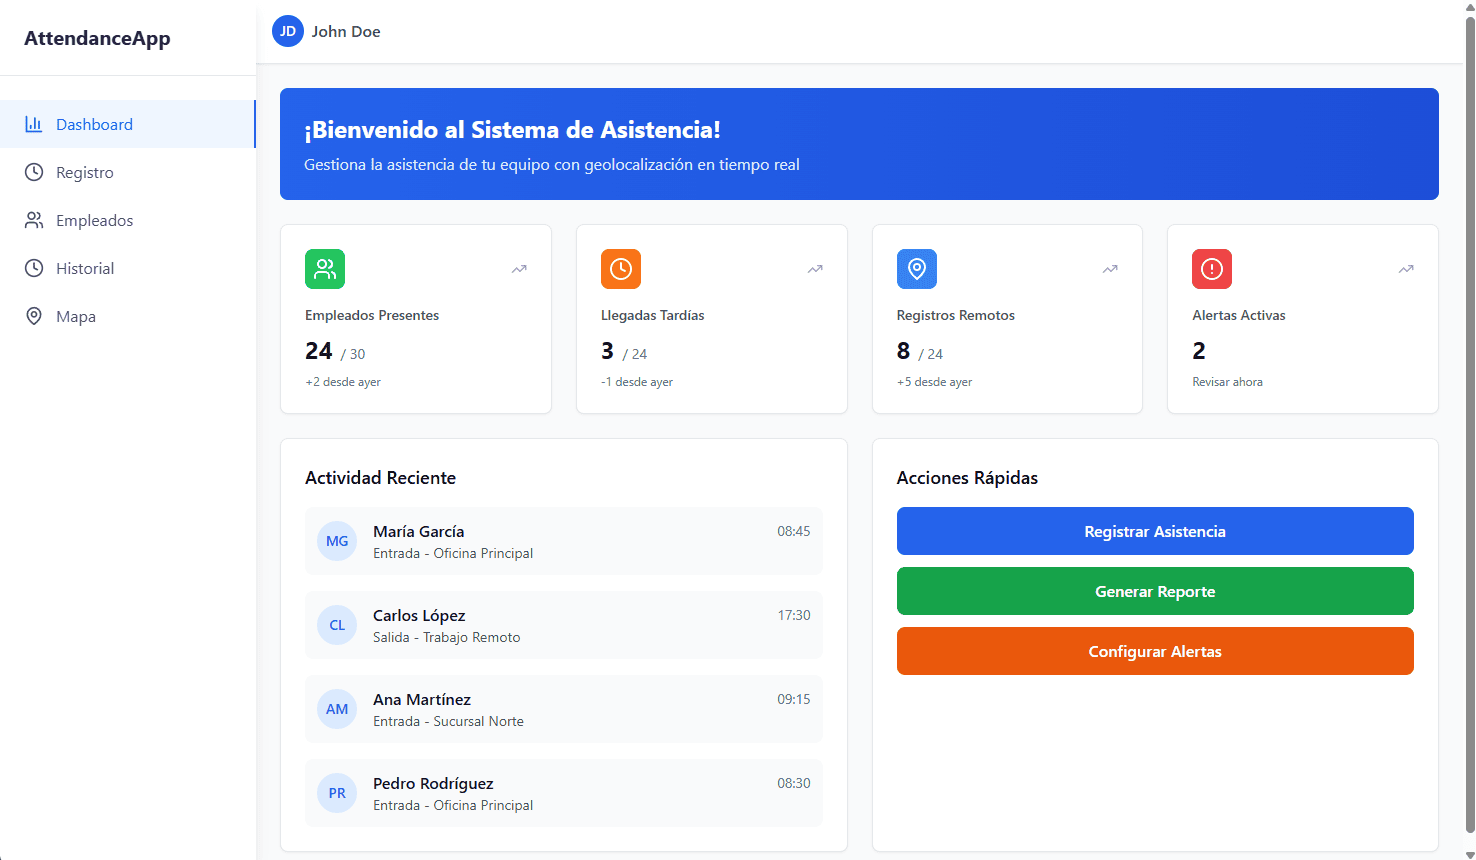 AttendanceApp
JD John Doe
Dashboard
Registro
Empleados
Historial
Mapa
¡Bienvenido al Sistema de Asistencia!
Gestiona la asistencia de tu equipo con geolocalización en tiempo real
Empleados Presentes
24 / 30
+2 desde ayer
Llegadas Tardías
3 / 24
-1 desde ayer
Registros Remotos
8 / 24
+5 desde ayer
Alertas Activas
2
Revisar ahora
Actividad Reciente
MG
María García
08:45
Entrada - Oficina Principal
CL
Carlos López
17:30
Salida - Trabajo Remoto
AM
Ana Martínez
09:15
Entrada - Sucursal Norte
PR
Pedro Rodríguez
08:30
Entrada - Oficina Principal
Acciones Rápidas
Registrar Asistencia
Generar Reporte
Configurar Alertas